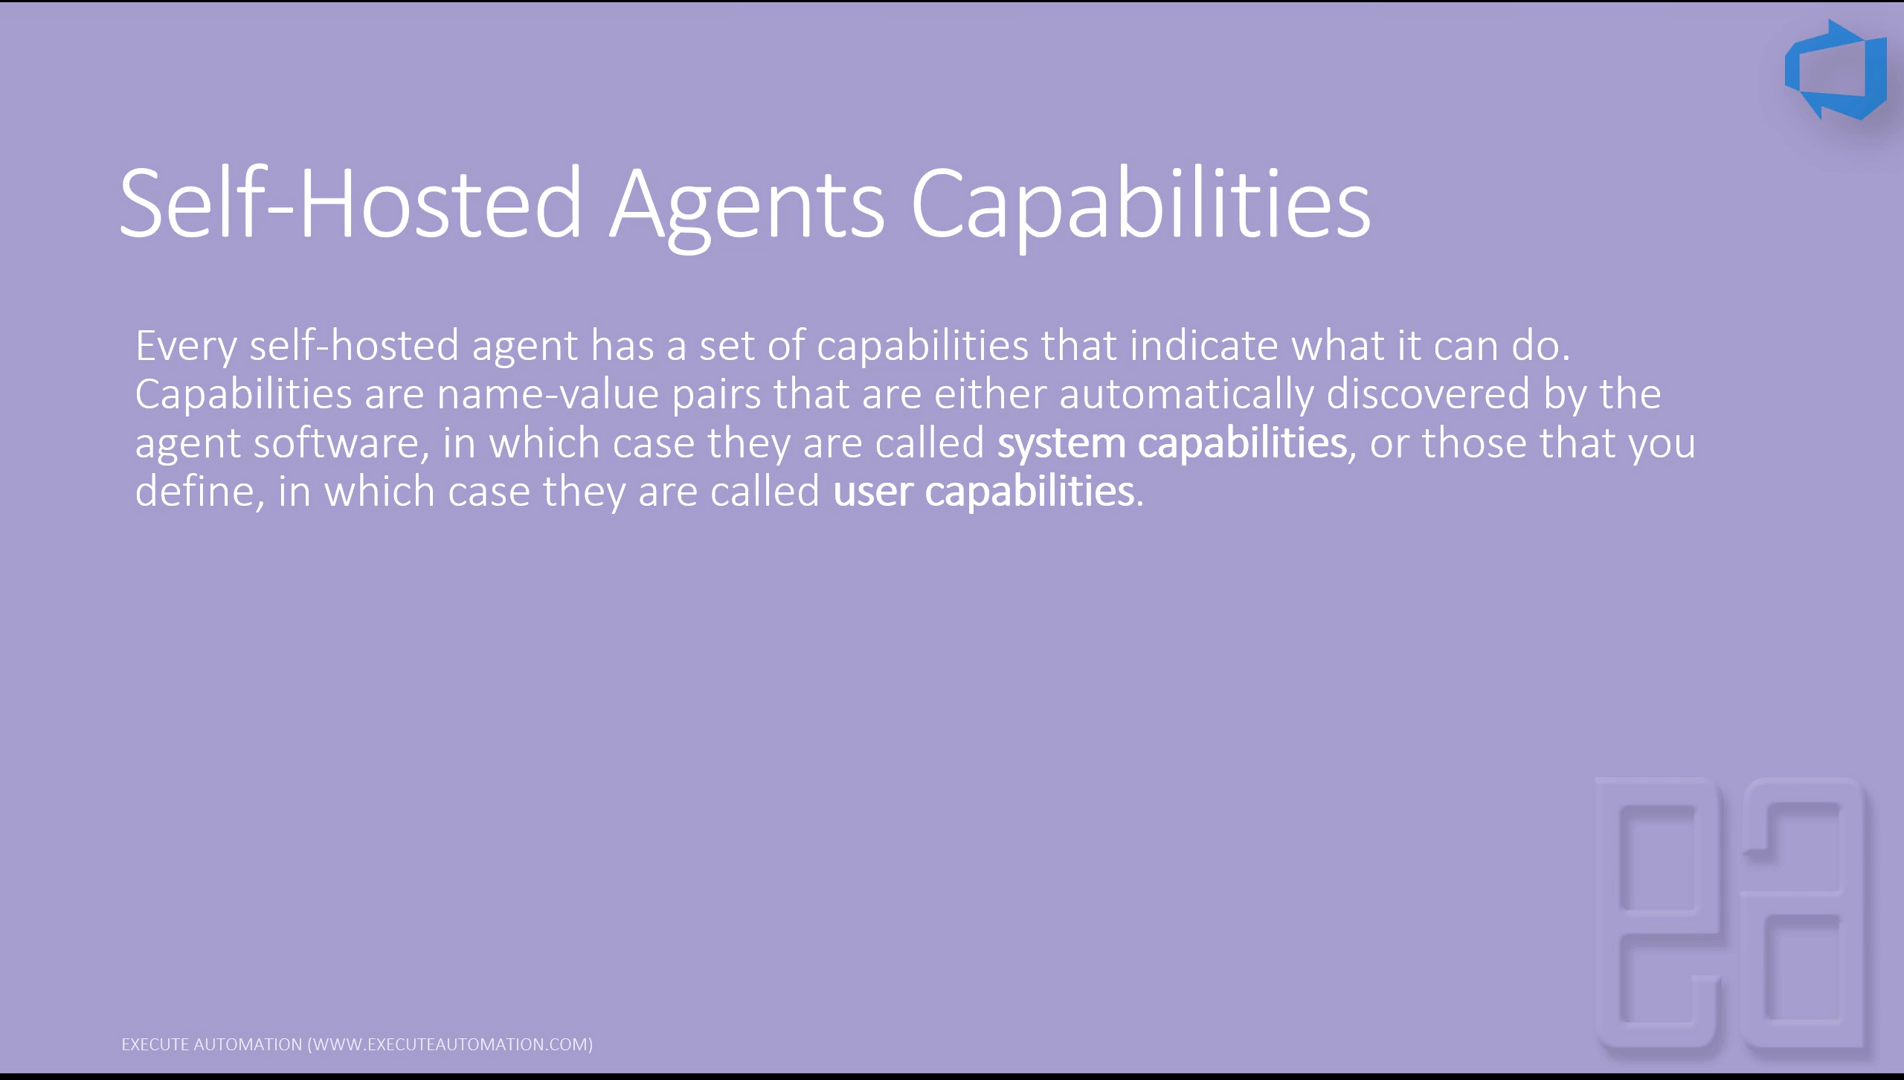 Self-Hosted Agents Capabilities
Every self-hosted agent has a set of capabilities that indicate what it can do.
Capabilities are name-value pairs that are either automatically discovered by the
agent software, in which case they are called system capabilities, or those that you
define, in which case they are called user capabilities.
ea
EXECUTE AUTOMATION (WWW.EXECUTEAUTOMATION.COM)